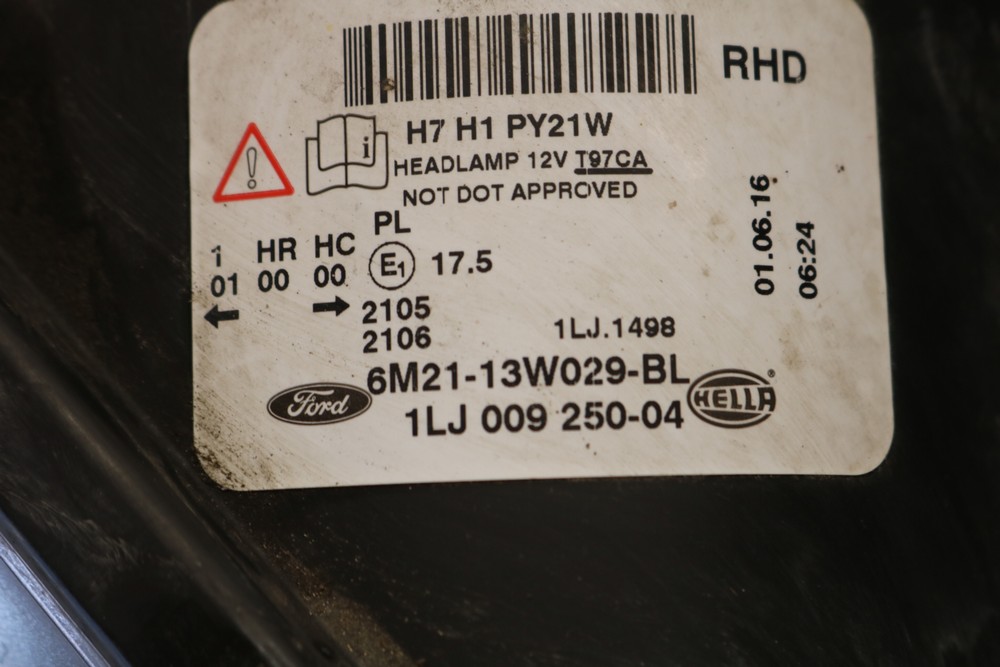 RHD
H7 H1 PY21W
HEADLAMP 12V T97CA
NOT DOT APPROVED
PL
1 HR HC
01 00 00 E1 17.5
2105
2106
1LJ.1498
6M21-13W029-BL
Ford
1LJ 009 250-04
HELLA®
01.06.16
06:24